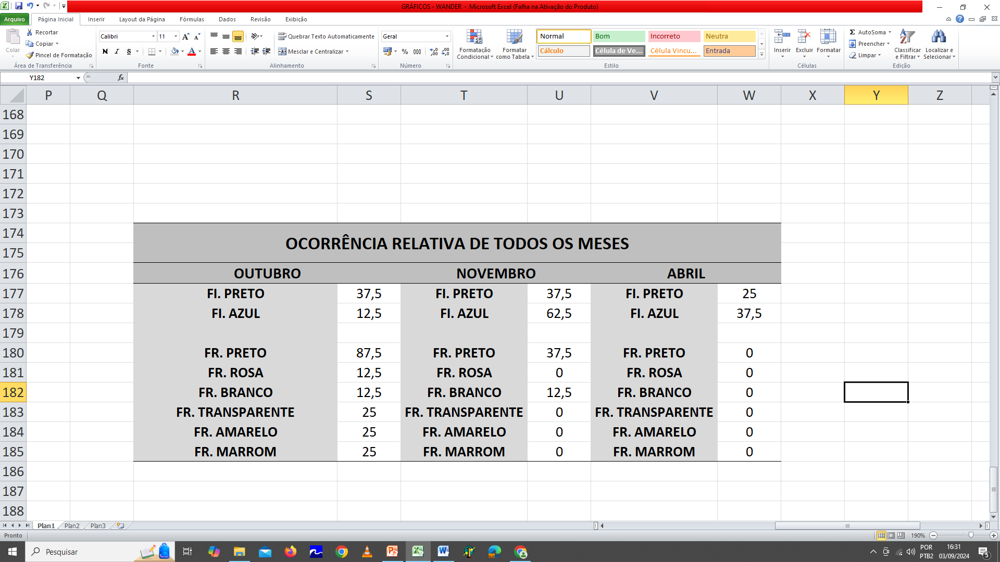 GRÁFICOS - WANDER - Microsoft Excel (Falha na Ativação do Produto)
Arquivo Página Inicial Inserir Layout da Página Fórmulas Dados Revisão Exibição
Colar
Recortar
Copiar
Pincel de Formatação
Área de Transferência
Calibri 11
N I S
Fonte
Quebrar Texto Automaticamente
Mesclar e Centralizar
Alinhamento
Geral
% 000
Número
Formatação Condicional
Formatar como Tabela
Normal Bom Incorreto Neutra
Cálculo Célula de Ve... Célula Vincu... Entrada
Estilo
Inserir Excluir Formatar
Células
AutoSoma
Preencher
Limpar
Classificar e Filtrar
Localizar e Selecionar
Edição
Y182 fx
P Q R S T U V W X Y Z
168
169
170
171
172
173
174
OCORRÊNCIA RELATIVA DE TODOS OS MESES
175
176 OUTUBRO NOVEMBRO ABRIL
177 FI. PRETO 37,5 FI. PRETO 37,5 FI. PRETO 25
178 FI. AZUL 12,5 FI. AZUL 62,5 FI. AZUL 37,5
179
180 FR. PRETO 87,5 FR. PRETO 37,5 FR. PRETO 0
181 FR. ROSA 12,5 FR. ROSA 0 FR. ROSA 0
182 FR. BRANCO 12,5 FR. BRANCO 12,5 FR. BRANCO 0
183 FR. TRANSPARENTE 25 FR. TRANSPARENTE 0 FR. TRANSPARENTE 0
184 FR. AMARELO 25 FR. AMARELO 0 FR. AMARELO 0
185 FR. MARROM 25 FR. MARROM 0 FR. MARROM 0
186
187
188
Plan1 Plan2 Plan3
Pronto 190%
Pesquisar
POR 16:31
PTB2 03/09/2024
5